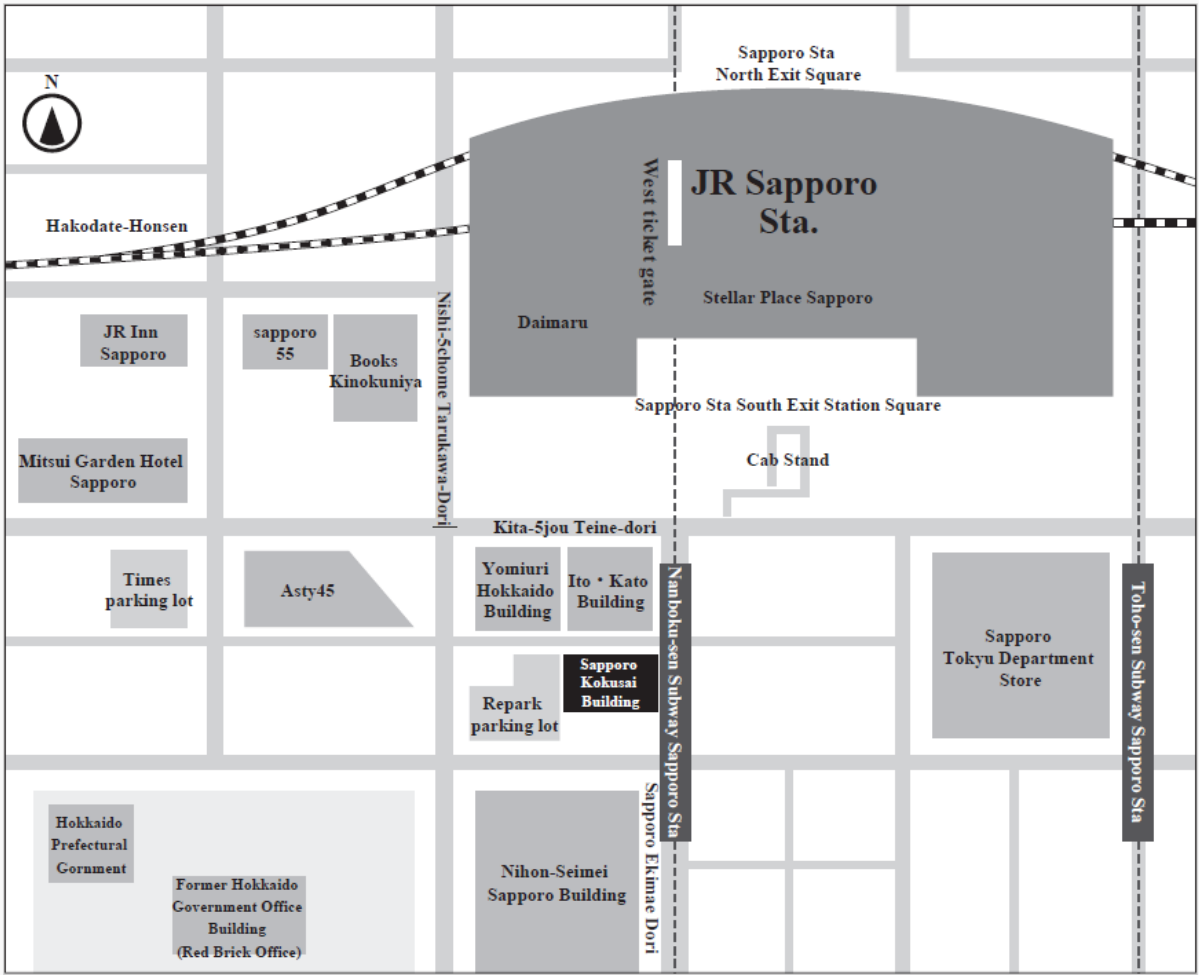 Sapporo Sta
North Exit Square
N
Hakodate-Honsen
West ticket gate
JR Sapporo
Sta.
Stellar Place Sapporo
Daimaru
JR Inn
Sapporo
sapporo
55
Books
Kinokuniya
Nishi-5chome Tarukawa-Dori
Sapporo Sta South Exit Station Square
Cab Stand
Mitsui Garden Hotel
Sapporo
Kita-5jou Teine-dori
Times
parking lot
Asty45
Yomiuri
Hokkaido
Building
Ito・Kato
Building
Nanboku-sen Subway Sapporo Sta
Toho-sen Subway Sapporo Sta
Sapporo
Tokyu Department
Store
Sapporo
Kokusai
Building
Repark
parking lot
Sapporo Ekimae Dori
Hokkaido
Prefectural
Gornment
Former Hokkaido
Government Office
Building
(Red Brick Office)
Nihon-Seimei
Sapporo Building